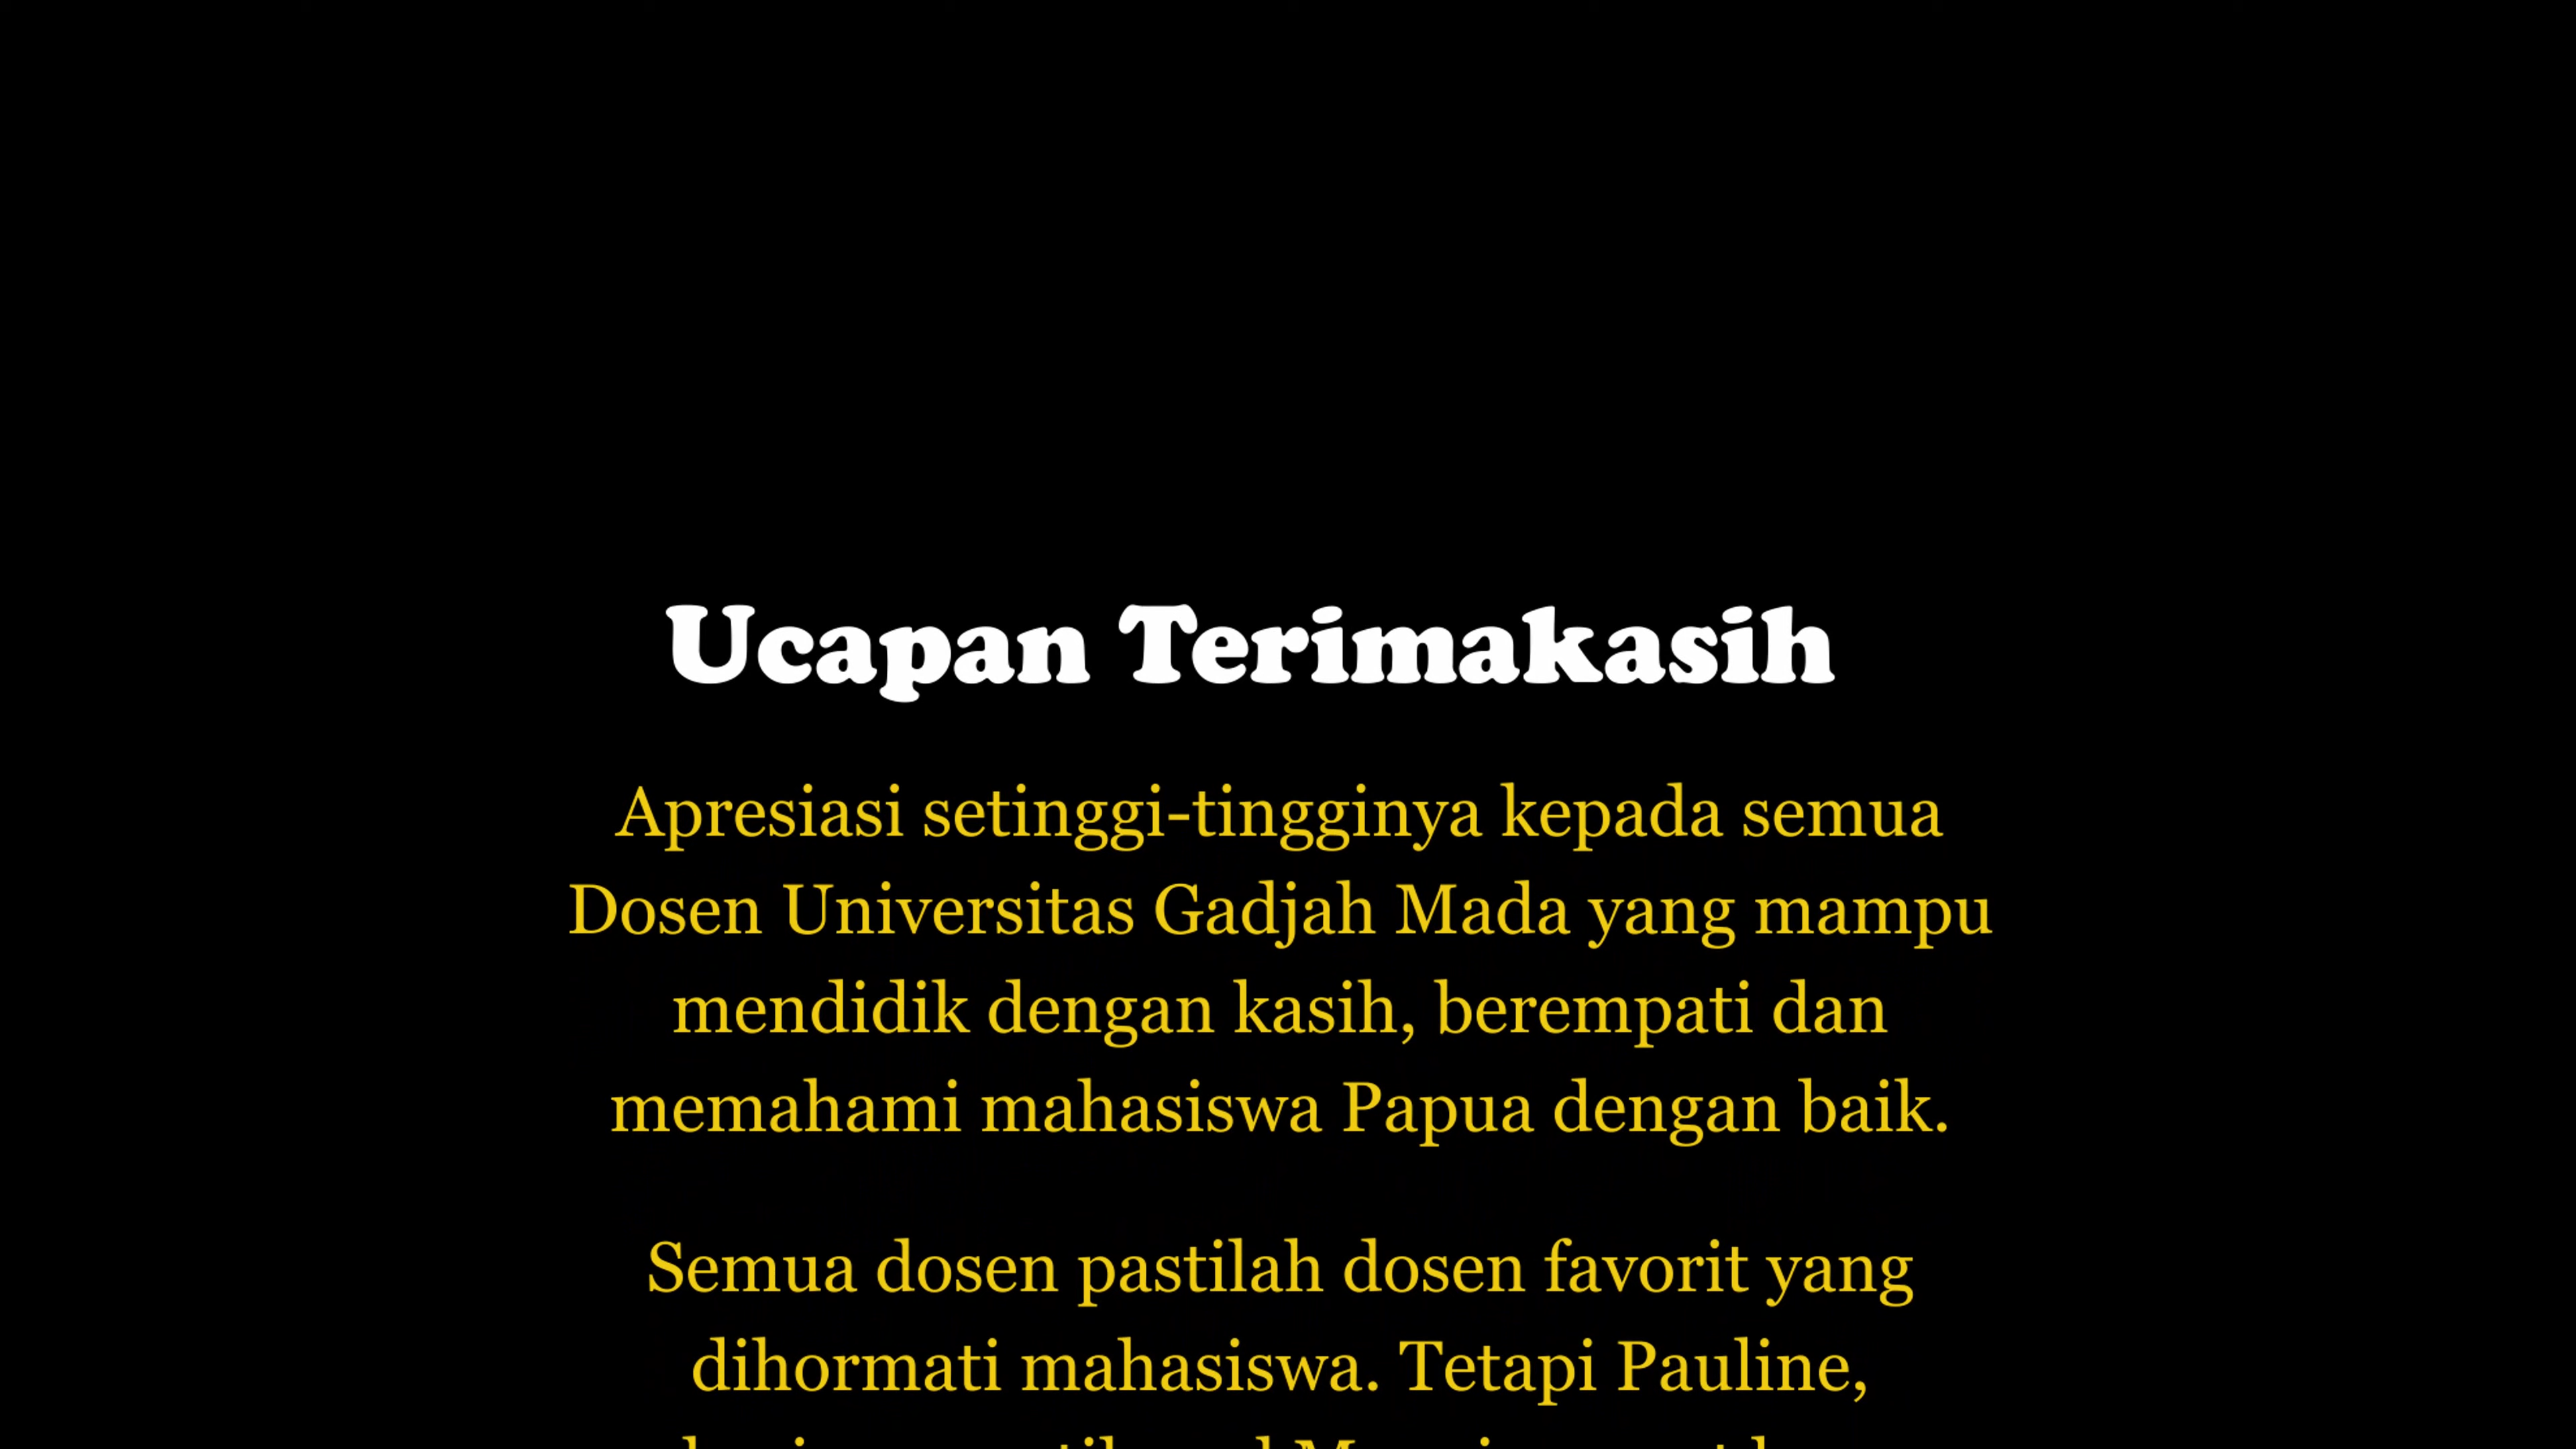 Ucapan Terimakasih
Apresiasi setinggi-tingginya kepada semua
Dosen Universitas Gadjah Mada yang mampu
mendidik dengan kasih, berempati dan
memahami mahasiswa Papua dengan baik.
Semua dosen pastilah dosen favorit yang
dihormati mahasiswa. Tetapi Pauline,